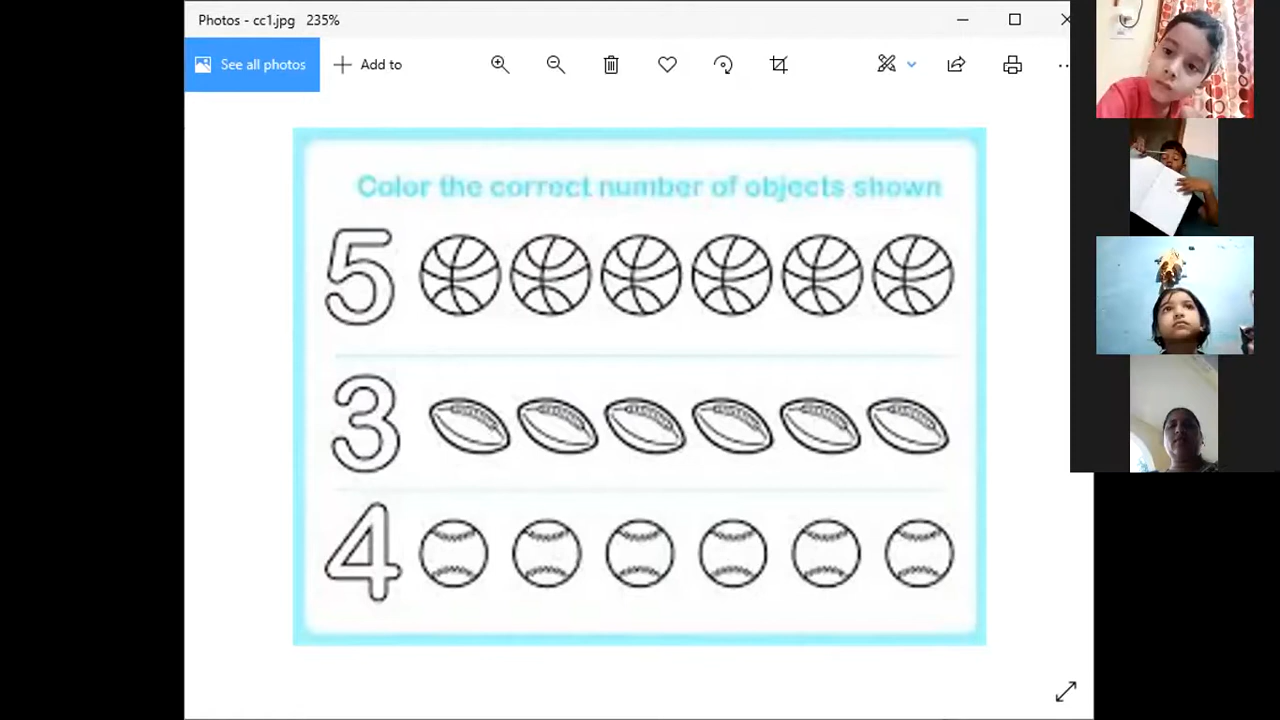 Photos - cc1.jpg 235%
See all photos
Add to
Color the correct number of objects shown
5
3
4